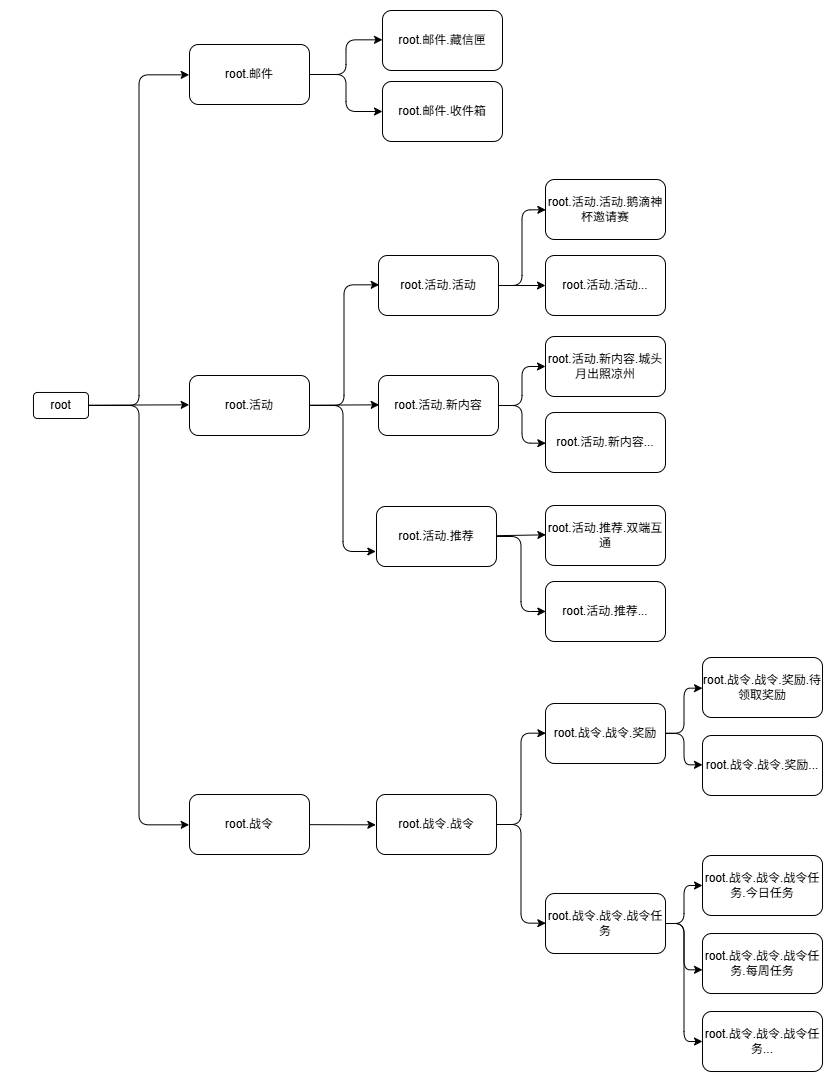 root
root.邮件
root.邮件.藏信匣
root.邮件.收件箱
root.活动
root.活动.活动
root.活动.活动.鹅滴神
杯邀请赛
root.活动.活动...
root.活动.新内容
root.活动.新内容.城头
月出照凉州
root.活动.新内容...
root.活动.推荐
root.活动.推荐.双端互
通
root.活动.推荐...
root.战令
root.战令.战令
root.战令.战令.奖励
root.战令.战令.奖励.待
领取奖励
root.战令.战令.奖励...
root.战令.战令.战令任
务
root.战令.战令.战令任
务.今日任务
root.战令.战令.战令任
务.每周任务
root.战令.战令.战令任
务...